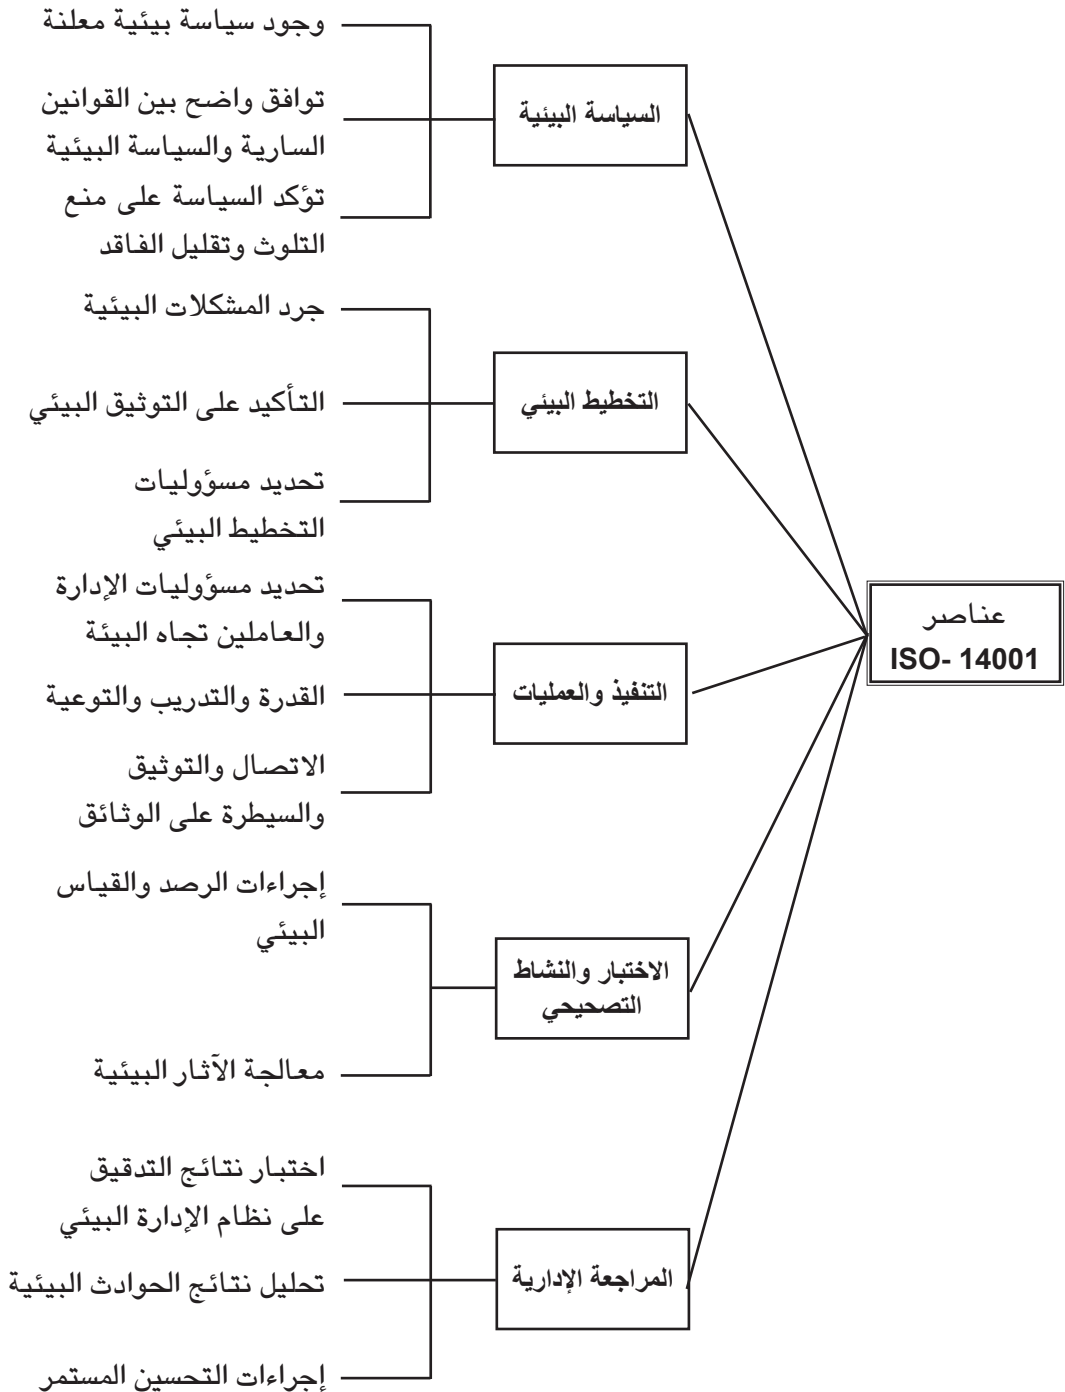 عناصر
ISO- 14001
السياسة البيئية
وجود سياسة بيئية معلنة
توافق واضح بين القوانين
السارية والسياسة البيئية
تؤكد السياسة على منع
التلوث وتقليل الفاقد
التخطيط البيئي
جرد المشكلات البيئية
التأكيد على التوثيق البيئي
تحديد مسؤوليات
التخطيط البيئي
التنفيذ والعمليات
تحديد مسؤوليات الإدارة
والعاملين تجاه البيئة
القدرة والتدريب والتوعية
الاتصال والتوثيق
والسيطرة على الوثائق
الاختبار والنشاط
التصحيحي
إجراءات الرصد والقياس
البيئي
معالجة الآثار البيئية
المراجعة الإدارية
اختبار نتائج التدقيق
على نظام الإدارة البيئي
تحليل نتائج الحوادث البيئية
إجراءات التحسين المستمر